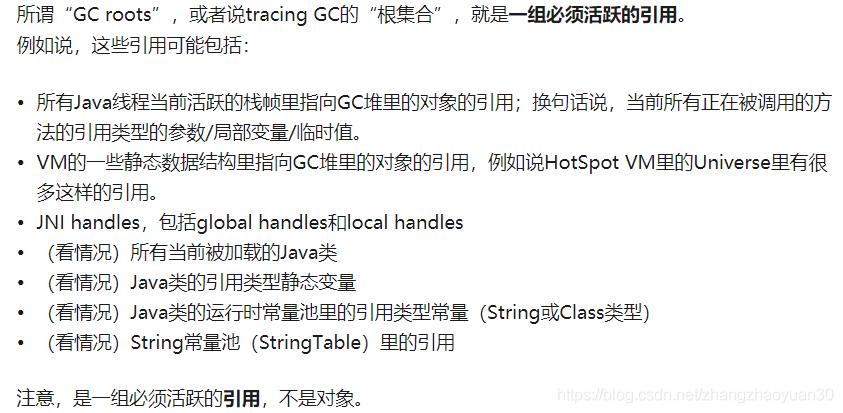 所谓“GC roots”，或者说tracing GC的“根集合”，就是一组必须活跃的引用。
例如说，这些引用可能包括：
• 所有Java线程当前活跃的栈帧里指向GC堆里的对象的引用；换句话说，当前所有正在被调用的方
法的引用类型的参数/局部变量/临时值。
• VM的一些静态数据结构里指向GC堆里的对象的引用，例如说HotSpot VM里的Universe里有很
多这样的引用。
• JNI handles，包括global handles和local handles
• （看情况）所有当前被加载的Java类
• （看情况）Java类的引用类型静态变量
• （看情况）Java类的运行时常量池里的引用类型常量（String或Class类型）
• （看情况）String常量池（StringTable）里的引用
注意，是一组必须活跃的引用，不是对象。
https://blog.csdn.net/zhangzhaoyuan30